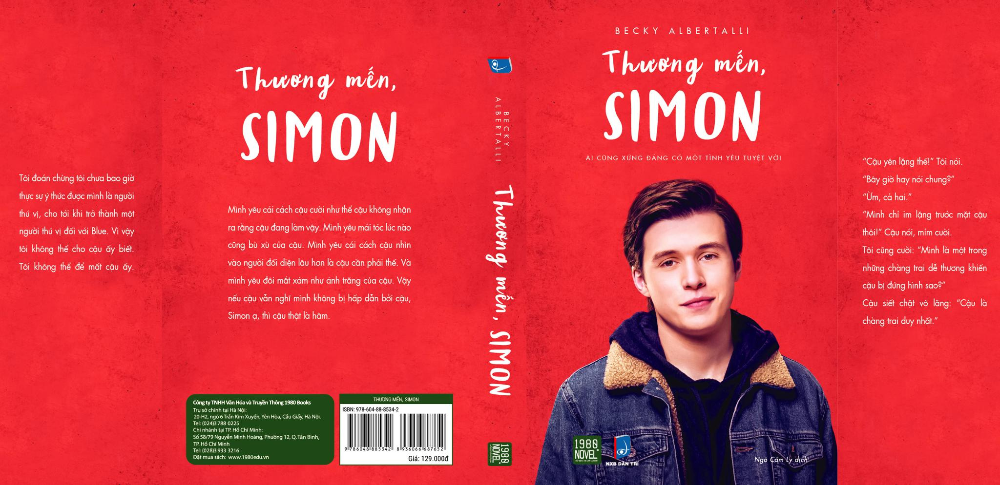 Tôi đoán chừng tôi chưa bao giờ
thực sự ý thức được mình là người
thú vị, cho tới khi trở thành một
người thú vị đối với Blue. Vì vậy
tôi không thể cho cậu ấy biết.
Tôi không thể để mất cậu ấy.
Thương mến,
SIMON
Mình yêu cái cách cậu cười như thể cậu không nhận
ra rằng cậu đang làm vậy. Mình yêu mái tóc lúc nào
cũng bù xù của cậu. Mình yêu cái cách cậu nhìn
vào người đối diện lâu hơn là cậu cần phải thế. Và
mình yêu đôi mắt xám như ánh trăng của cậu. Vậy
nếu cậu vẫn nghĩ mình không bị hấp dẫn bởi cậu,
Simon ạ, thì cậu thật là hâm.
Công ty TNHH Văn Hóa và Truyền Thông 1980 Books
Trụ sở chính tại Hà Nội:
20-H2, ngõ 6 Trần Kim Xuyến, Yên Hòa, Cầu Giấy, Hà Nội.
Tel: (024)3 788 0225
Chi nhánh tại TP. Hồ Chí Minh:
Số 58/79 Nguyễn Minh Hoàng, Phường 12, Q.Tân Bình,
TP. Hồ Chí Minh
Tel: (028)3 933 3216
Đặt mua sách: www.1980edu.vn
THƯƠNG MẾN, SIMON
ISBN: 978-604-88-8534-2
9 786048 885342 8 936066 687652
Giá: 129.000đ
BECKY
ALBERTALLI
Thương mến, SIMON
1980
NOVEL
BECKY ALBERTALLI
Thương mến,
SIMON
AI CŨNG XỨNG ĐÁNG CÓ MỘT TÌNH YÊU TUYỆT VỜI
1980
NOVEL
NXB DÂN TRÍ
Ngô Cẩm Ly dịch
“Cậu yên lặng thế!” Tôi nói.
“Bây giờ hay nói chung?”
“Ừm, cả hai.”
“Mình chỉ im lặng trước mặt cậu
thôi!” Cậu nói, mỉm cười.
Tôi cũng cười: “Mình là một trong
những chàng trai dễ thương khiến
cậu bị đứng hình sao?”
Cậu siết chặt vô lăng: “Cậu là
chàng trai duy nhất.”